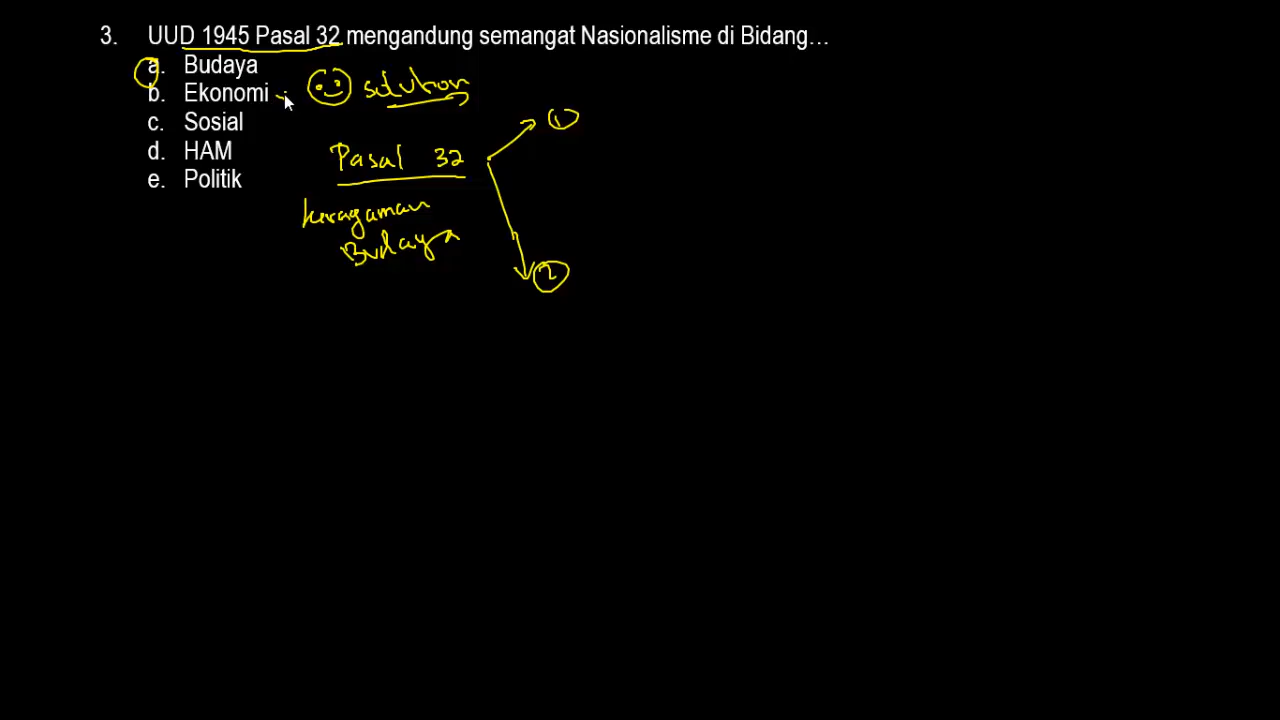 3. UUD 1945 Pasal 32 mengandung semangat Nasionalisme di Bidang...
a. Budaya
b. Ekonomi
c. Sosial
d. HAM
e. Politik
Pasal 32
keragaman
Budaya
1
2